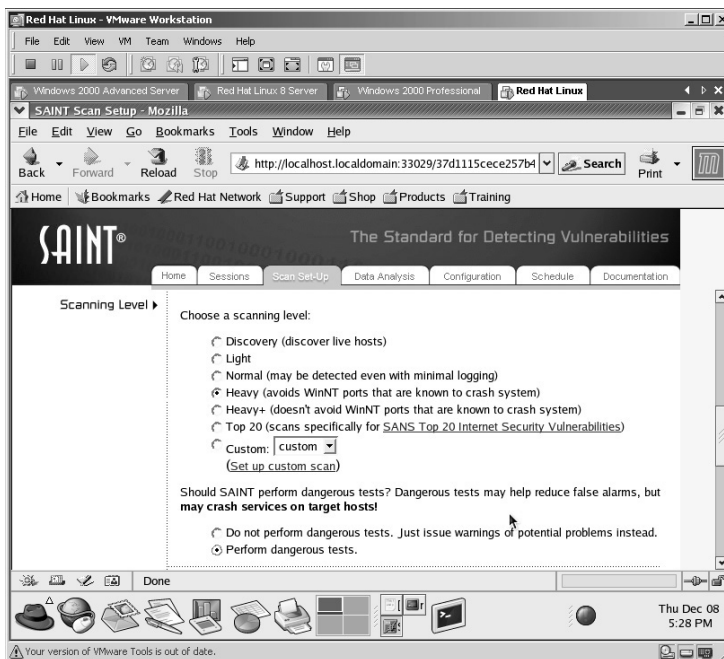 Red Hat Linux - VMware Workstation
File Edit View VM Team Windows Help
Windows 2000 Advanced Server Red Hat Linux 8 Server Windows 2000 Professional Red Hat Linux
SAINT Scan Setup - Mozilla
File Edit View Go Bookmarks Tools Window Help
Back Forward Reload Stop http://localhost.localdomain:33029/37d1115cece257b4 Search Print
Home Bookmarks Red Hat Network Support Shop Products Training
SAINT® The Standard for Detecting Vulnerabilities
Home Sessions Scan Set-Up Data Analysis Configuration Schedule Documentation
Scanning Level
Choose a scanning level:
Discovery (discover live hosts)
Light
Normal (may be detected even with minimal logging)
Heavy (avoids WinNT ports that are known to crash system)
Heavy+ (doesn't avoid WinNT ports that are known to crash system)
Top 20 (scans specifically for SANS Top 20 Internet Security Vulnerabilities)
Custom: custom
(Set up custom scan)
Should SAINT perform dangerous tests? Dangerous tests may help reduce false alarms, but
may crash services on target hosts!
Do not perform dangerous tests. Just issue warnings of potential problems instead.
Perform dangerous tests.
Done
Thu Dec 08
5:28 PM
Your version of VMware Tools is out of date.